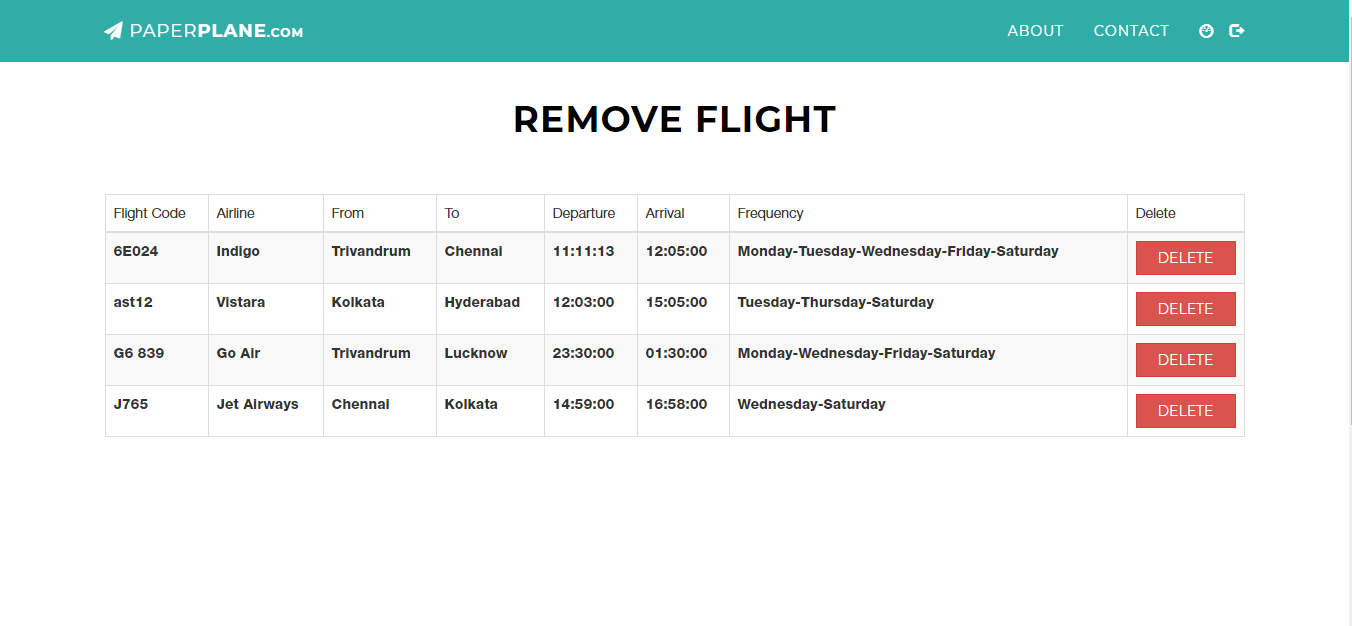 PAPERPLANE.COM ABOUT CONTACT
REMOVE FLIGHT
Flight Code Airline From To Departure Arrival Frequency Delete
6E024 Indigo Trivandrum Chennai 11:11:13 12:05:00 Monday-Tuesday-Wednesday-Friday-Saturday DELETE
ast12 Vistara Kolkata Hyderabad 12:03:00 15:05:00 Tuesday-Thursday-Saturday DELETE
G6 839 Go Air Trivandrum Lucknow 23:30:00 01:30:00 Monday-Wednesday-Friday-Saturday DELETE
J765 Jet Airways Chennai Kolkata 14:59:00 16:58:00 Wednesday-Saturday DELETE